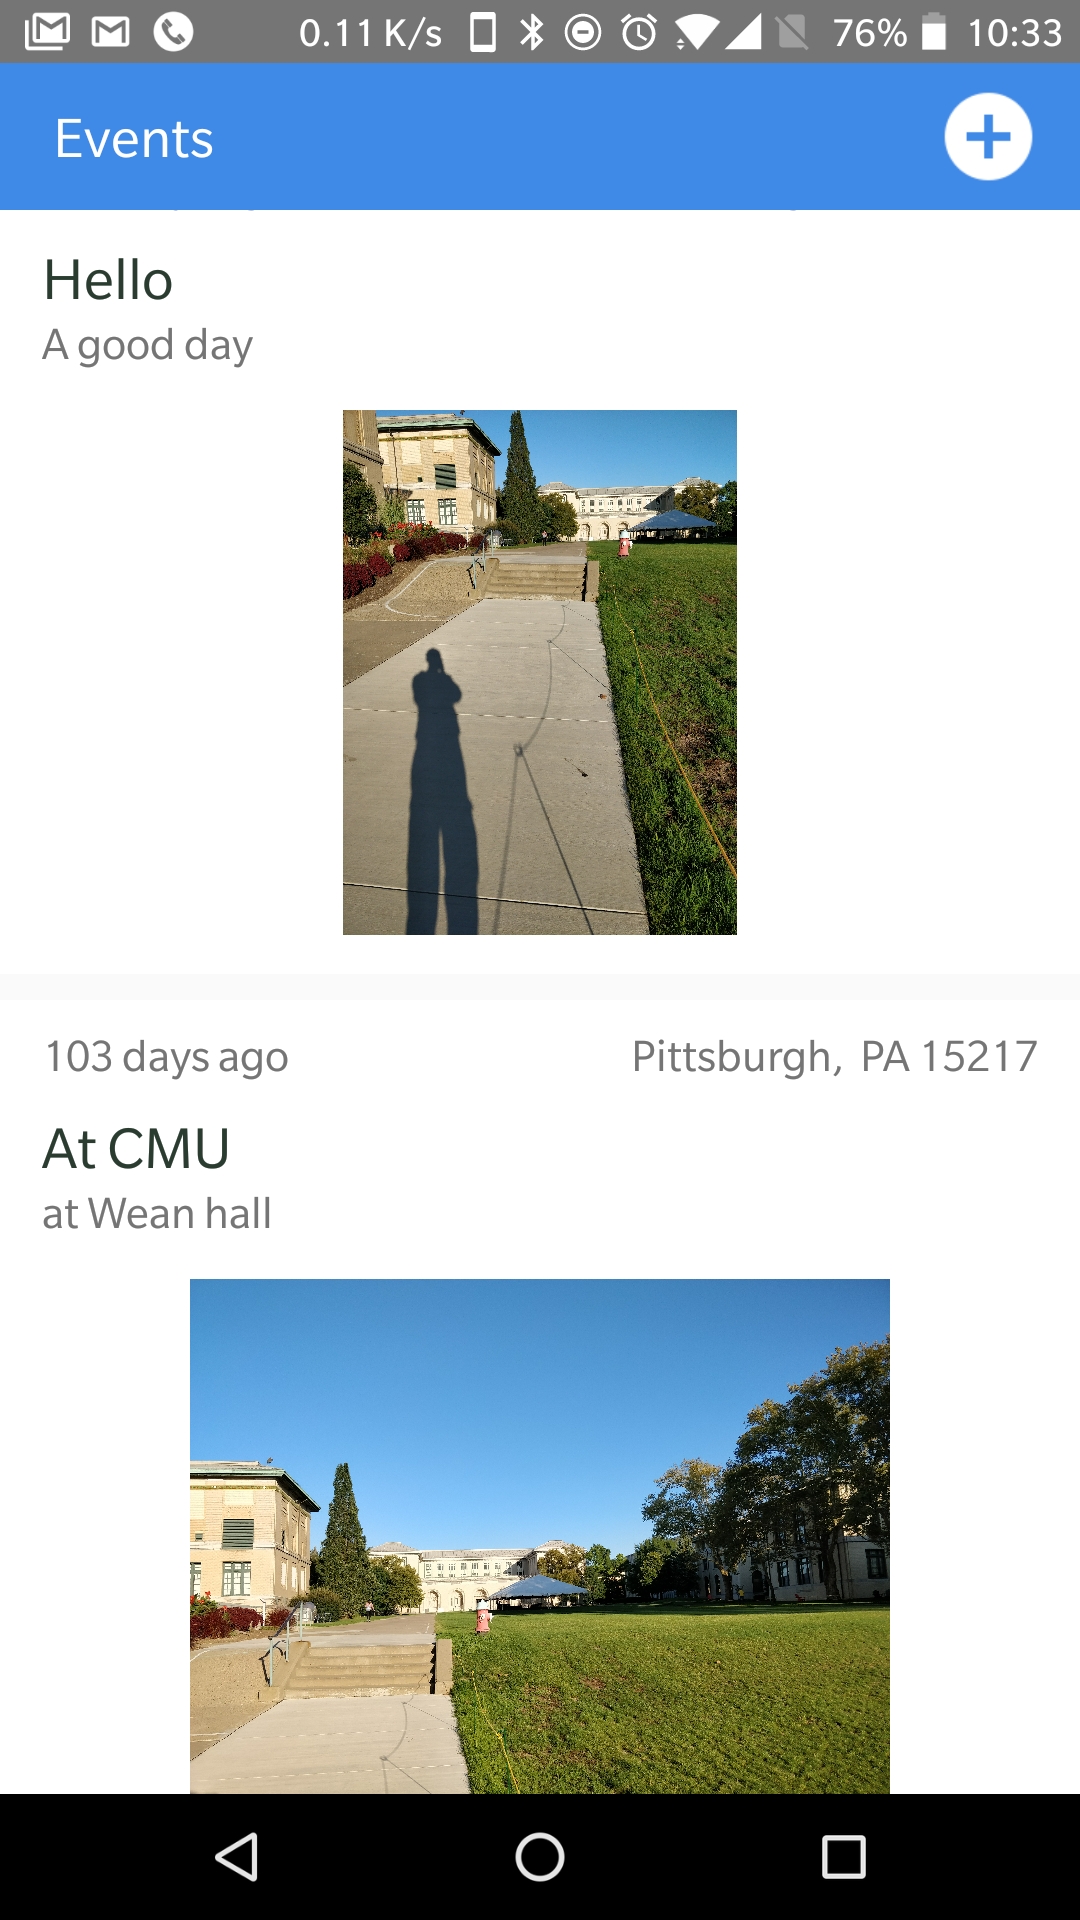 0.11 K/s 76% 10:33
Events
Hello
A good day
103 days ago Pittsburgh, PA 15217
At CMU
at Wean hall